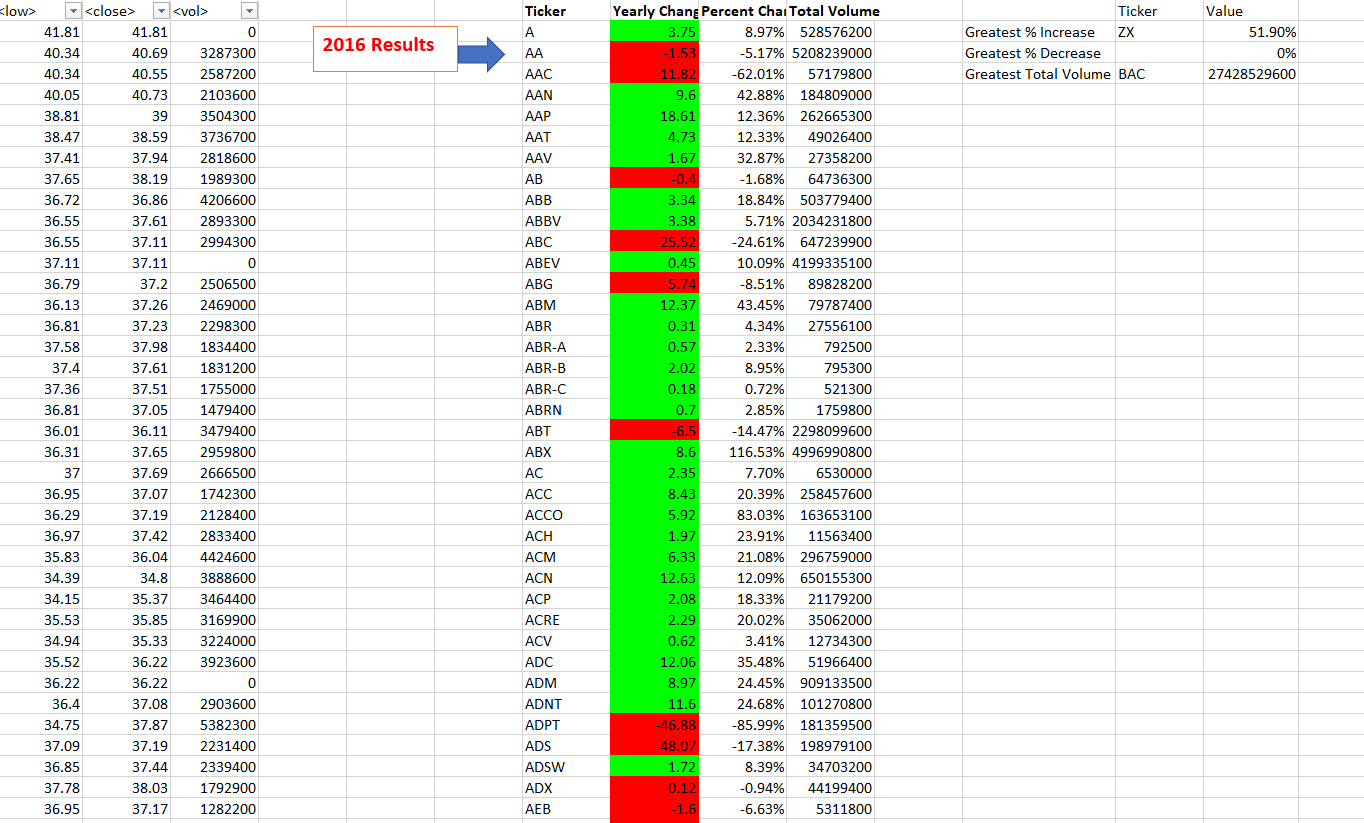 <low> <close> <vol> Ticker Yearly Chang Percent Chai Total Volume Ticker Value
41.81 41.81 0 A 3.75 8.97% 528576200 Greatest % Increase ZX 51.90%
2016 Results
40.34 40.69 3287300 AA -1.53 -5.17% 5208239000 Greatest % Decrease 0%
40.34 40.55 2587200 AAC -11.82 -62.01% 57179800 Greatest Total Volume BAC 27428529600
40.05 40.73 2103600 AAN 9.6 42.88% 184809000
38.81 39 3504300 AAP 18.61 12.36% 262665300
38.47 38.59 3736700 AAT 4.73 12.33% 49026400
37.41 37.94 2818600 AAV 1.67 32.87% 27358200
37.65 38.19 1989300 AB -0.4 -1.68% 64736300
36.72 36.86 4206600 ABB 3.34 18.84% 503779400
36.55 37.61 2893300 ABBV 3.38 5.71% 2034231800
36.55 37.11 2994300 ABC -25.52 -24.61% 647239900
37.11 37.11 0 ABEV 0.45 10.09% 4199335100
36.79 37.2 2506500 ABG -5.74 -8.51% 89828200
36.13 37.26 2469000 ABM 12.37 43.45% 79787400
36.81 37.23 2298300 ABR 0.31 4.34% 27556100
37.58 37.98 1834400 ABR-A 0.57 2.33% 792500
37.4 37.61 1831200 ABR-B 2.02 8.95% 795300
37.36 37.51 1755000 ABR-C 0.18 0.72% 521300
36.81 37.05 1479400 ABRN 0.7 2.85% 1759800
36.01 36.11 3479400 ABT -6.5 -14.47% 2298099600
36.31 37.65 2959800 ABX 8.6 116.53% 4996990800
37 37.69 2666500 AC 2.35 7.70% 6530000
36.95 37.07 1742300 ACC 8.43 20.39% 258457600
36.29 37.19 2128400 ACCO 5.92 83.03% 163653100
36.97 37.42 2833400 ACH 1.97 23.91% 11563400
35.83 36.04 4424600 ACM 6.33 21.08% 296759000
34.39 34.8 3888600 ACN 12.63 12.09% 650155300
34.15 35.37 3464400 ACP 2.08 18.33% 21179200
35.53 35.85 3169900 ACRE 2.29 20.02% 35062000
34.94 35.33 3224000 ACV 0.62 3.41% 12734300
35.52 36.22 3923600 ADC 12.06 35.48% 51966400
36.22 36.22 0 ADM 8.97 24.45% 909133500
36.4 37.08 2903600 ADNT 11.6 24.68% 101270800
34.75 37.87 5382300 ADPT -46.88 -85.99% 181359500
37.09 37.19 2231400 ADS -48.07 -17.38% 198979100
36.85 37.44 2339400 ADSW 1.72 8.39% 34703200
37.78 38.03 1792900 ADX -0.12 -0.94% 44199400
36.95 37.17 1282200 AEB -1.6 -6.63% 5311800